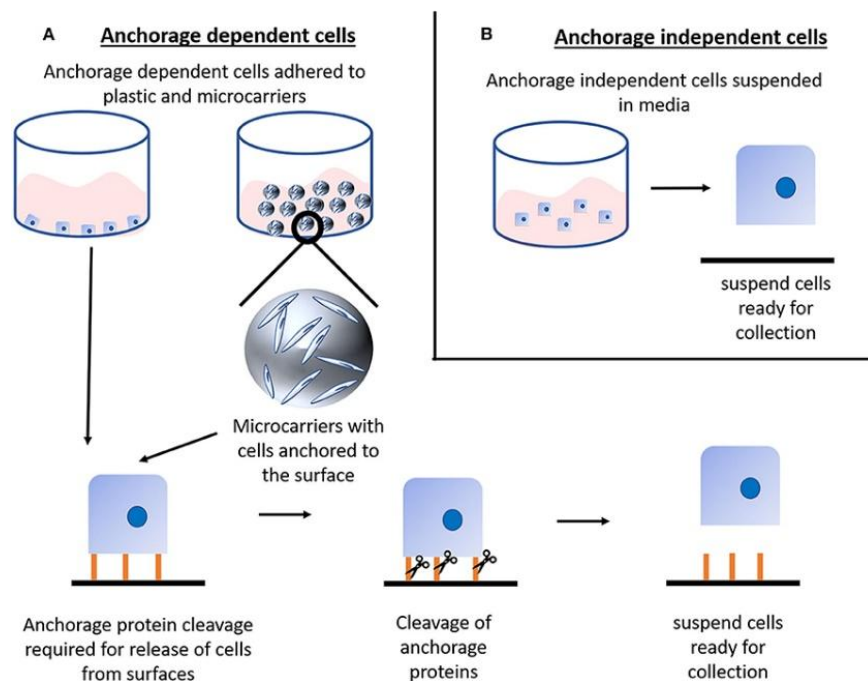 A Anchorage dependent cells
Anchorage dependent cells adhered to
plastic and microcarriers
B Anchorage independent cells
Anchorage independent cells suspended
in media
suspend cells
ready for
collection
Microcarriers with
cells anchored to
the surface
Anchorage protein cleavage
required for release of cells
from surfaces
Cleavage of
anchorage
proteins
suspend cells
ready for
collection